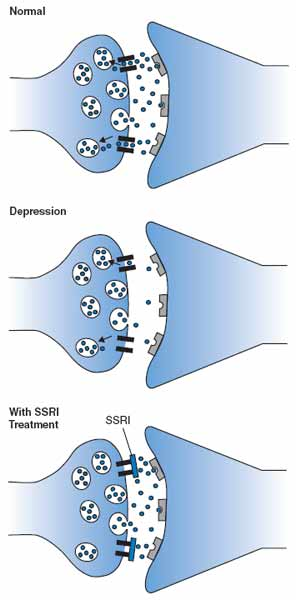 Normal
Depression
With SSRI
Treatment
SSRI